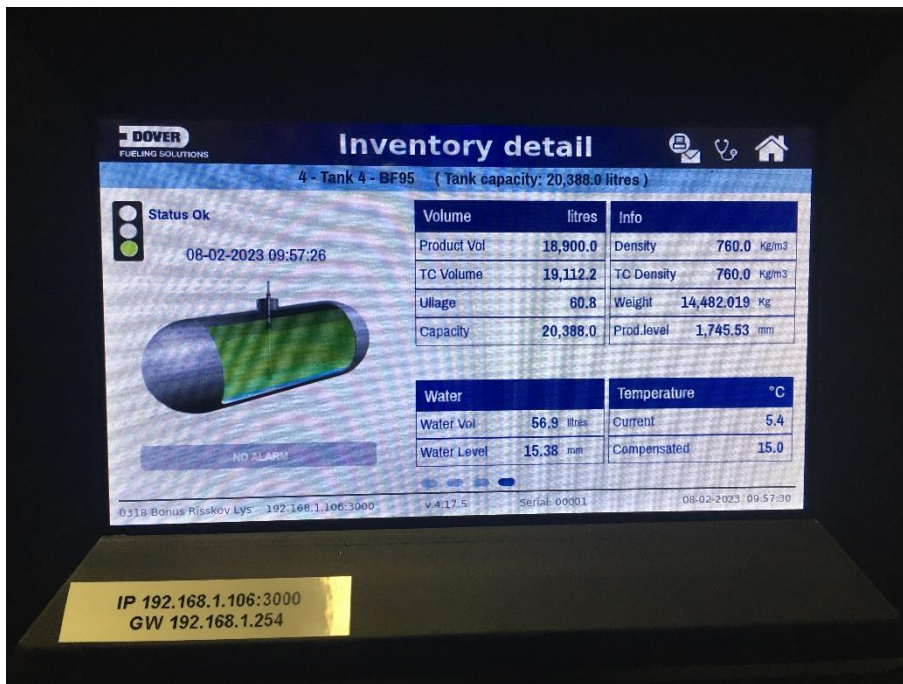 DOVER
FUELING SOLUTIONS
Inventory detail
4 - Tank 4 - BF95 ( Tank capacity: 20,388.0 litres )
Status Ok
08-02-2023 09:57:26
NO ALARM
Volume litres
Product Vol 18,900.0
TC Volume 19,112.2
Ullage 60.8
Capacity 20,388.0
Info
Density 760.0 Kg/m3
TC Density 760.0 Kg/m3
Weight 14,482.019 Kg
Prod.level 1,745.53 mm
Water
Water Vol 56.9 litres
Water Level 15.38 mm
Temperature °C
Current 5.4
Compensated 15.0
0318 Bonus Risskov Lys 192.168.1.106:3000 v.4.17.5 Serial: 00001 08-02-2023 09:57:30
IP 192.168.1.106:3000
GW 192.168.1.254